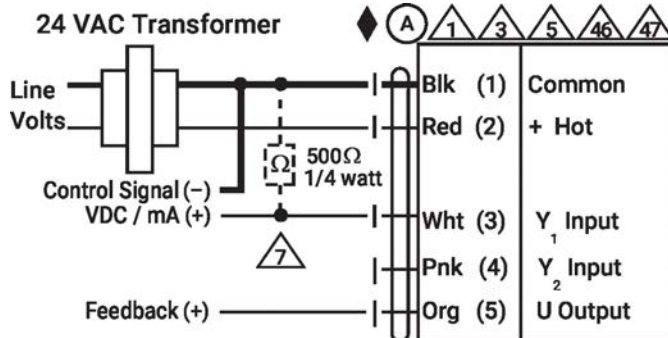 24 VAC Transformer
A 1 3 5 46 47
Line
Volts
Blk (1) Common
Red (2) + Hot
Ω 500Ω
1/4 watt
Control Signal (−)
VDC / mA (+)
Wht (3) Y1 Input
7
Pnk (4) Y2 Input
Feedback (+)
Org (5) U Output